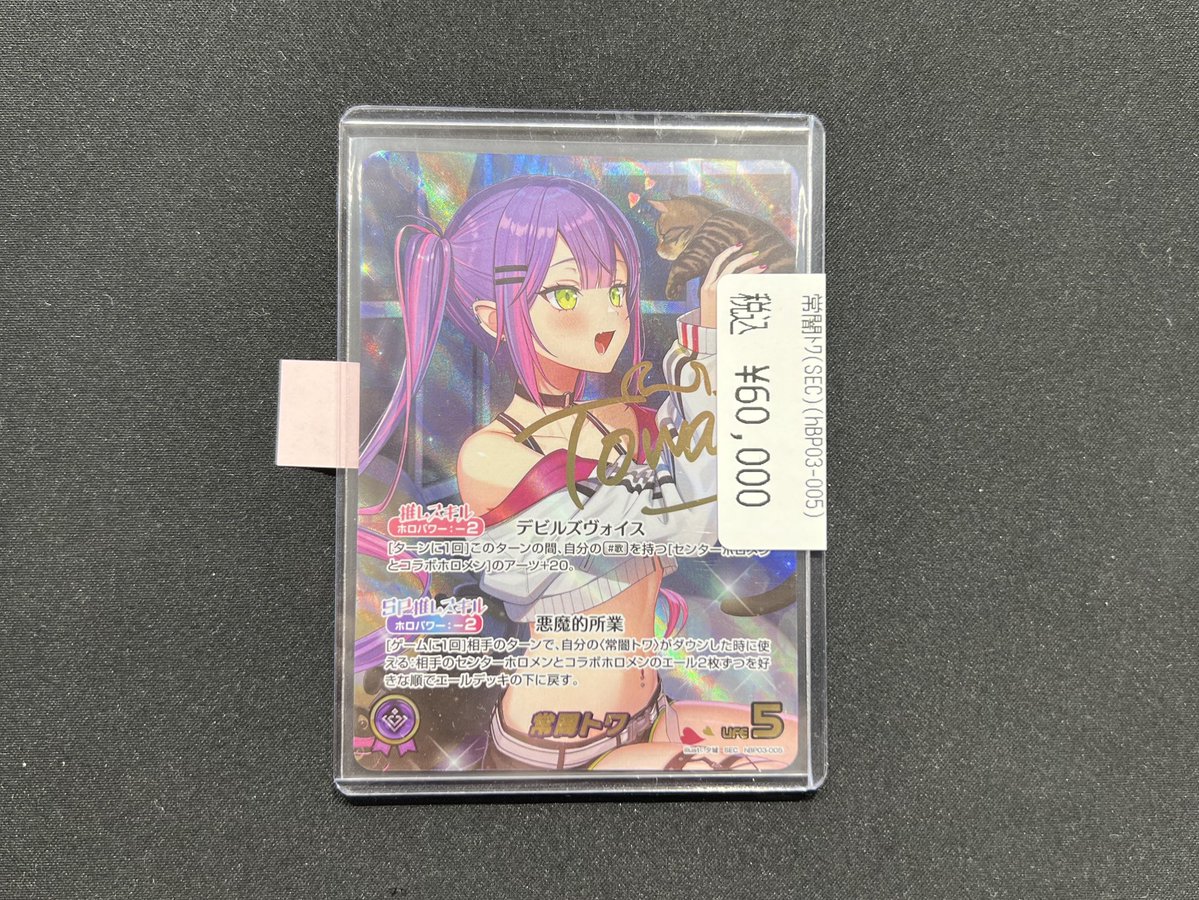 常闇トワ(SEC)(hBP03-005)
税込 ¥60,000
Towa
推しスキル
ホロパワー:-2
デビルズヴォイス
[ターンに1回]このターンの間、自分の#歌を持つ[センターホロメン
とコラボホロメン]のアーツ+20。
SP推しスキル
ホロパワー:-2
悪魔的所業
[ゲームに1回]相手のターンで、自分の〈常闇トワ〉がダウンした時に使
える:相手のセンターホロメンとコラボホロメンのエール2枚ずつを好
きな順でエールデッキの下に戻す。
常闇トワ
LIFE 5
illust:夕城 SEC hBP03-005